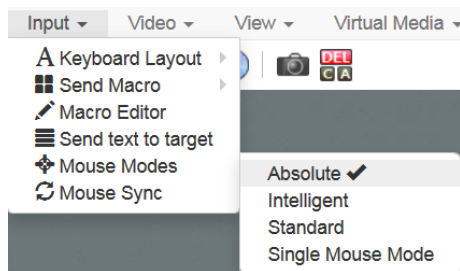 Input Video View Virtual Media
A Keyboard Layout
DEL
C A
Send Macro
Macro Editor
Send text to target
Mouse Modes
Mouse Sync
Absolute
Intelligent
Standard
Single Mouse Mode